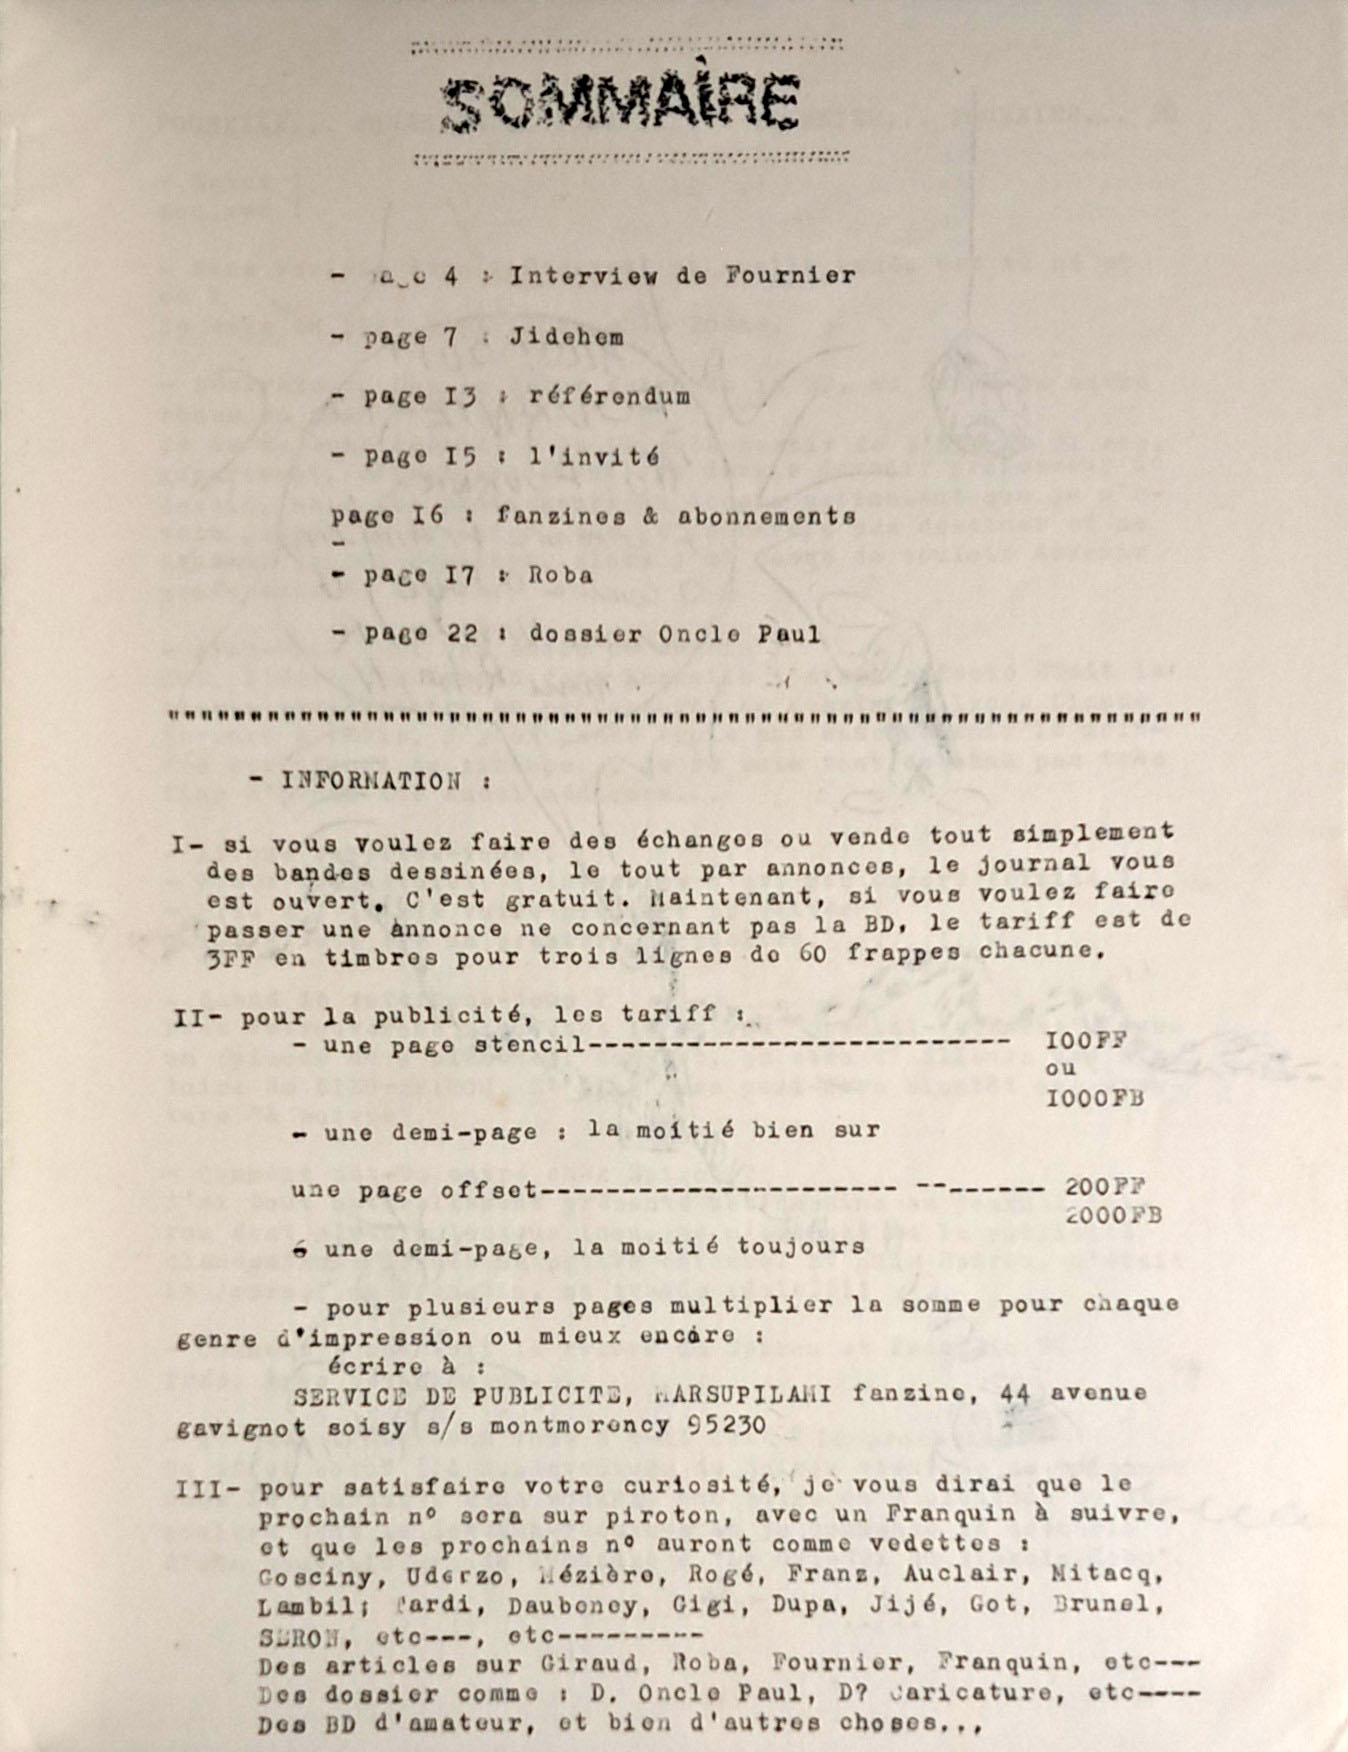 SOMMAIRE
- page 4 : Interview de Fournier
- page 7 : Jidehem
- page I3 : référendum
- page I5 : l'invité
page I6 : fanzines & abonnements
-
- page I7 : Roba
- page 22 : dossier Oncle Paul
""""""""""""""""""""""""""""""""""""""""""""""""""""""""""""""
- INFORMATION :
I- si vous voulez faire des échanges ou vende tout simplement
des bandes dessinées, le tout par annonces, le journal vous
est ouvert. C'est gratuit. Maintenant, si vous voulez faire
passer une annonce ne concernant pas la BD, le tariff est de
3FF en timbres pour trois lignes de 60 frappes chacune.
II- pour la publicité, les tariff :
- une page stencil-------------------------- I00FF
ou
I000FB
- une demi-page : la moitié bien sur
une page offset---------------------- -------- 200FF
2000FB
6 une demi-page, la moitié toujours
- pour plusieurs pages multiplier la somme pour chaque
genre d'impression ou mieux encore :
écrire à :
SERVICE DE PUBLICITE, MARSUPILAMI fanzine, 44 avenue
gavignot soisy s/s montmorency 95230
III- pour satisfaire votre curiosité, je vous dirai que le
prochain nº sera sur piroton, avec un Franquin à suivre,
et que les prochains nº auront comme vedettes :
Gosciny, Uderzo, Mézière, Rogé, Franz, Auclair, Mitacq,
Lambil; Tardi, Daubeney, Gigi, Dupa, Jijé, Got, Brunel,
SERON, etc---, etc---------
Des articles sur Giraud, Roba, Fournier, Franquin, etc---
Des dossier comme : D. Oncle Paul, D? Caricature, etc----
Des BD d'amateur, et bien d'autres choses...